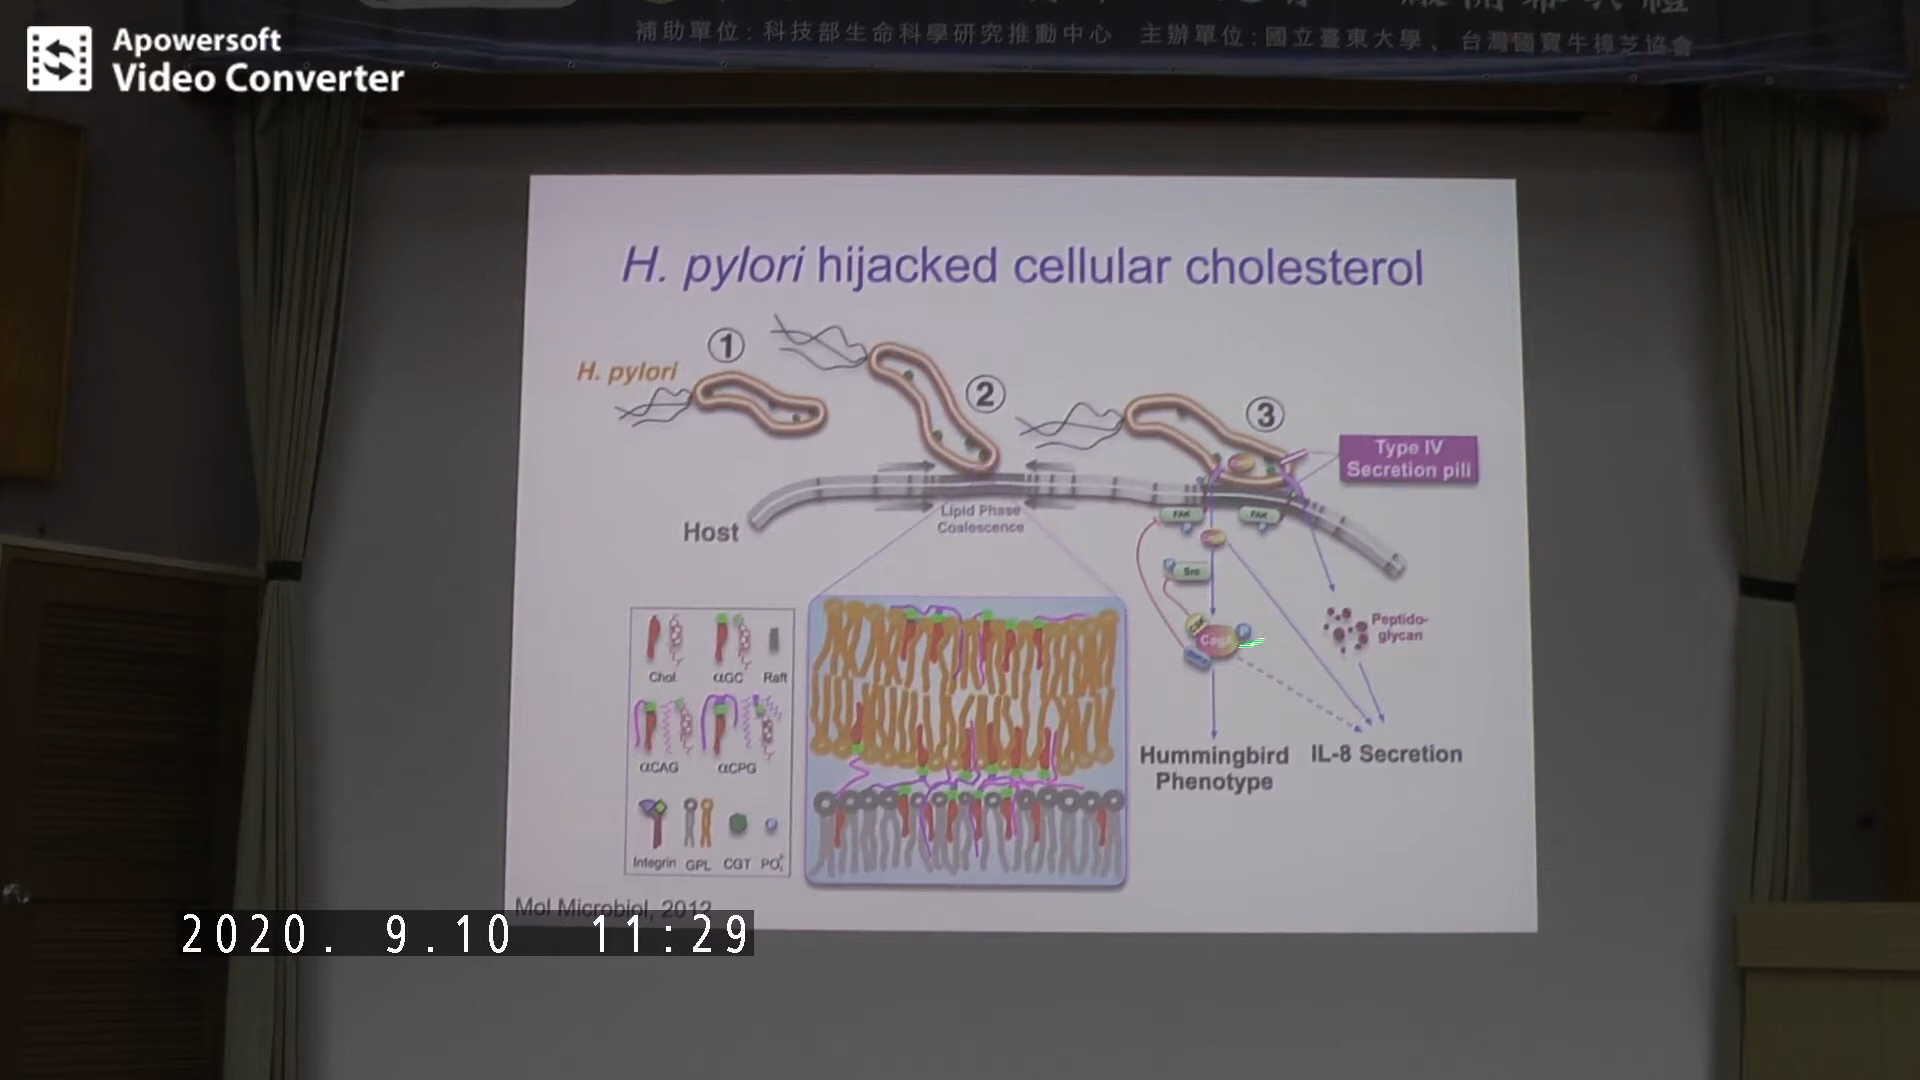 Apowersoft
Video Converter
補助單位:科技部生命科學研究推動中心 主辦單位:國立臺東大學、台灣國寶牛樟芝協會
H. pylori hijacked cellular cholesterol
H. pylori
1
2
3
Type IV
Secretion pili
Host
Lipid Phase
Coalescence
FAK
FAK
Src
CSK
P
Peptido-
glycan
Chol.
αGC
Raft
αCAG
αCPG
Integrin
GPL
CGT
Hummingbird
Phenotype
IL-8 Secretion
Mol Microbiol, 2012
2020. 9.10 11:29